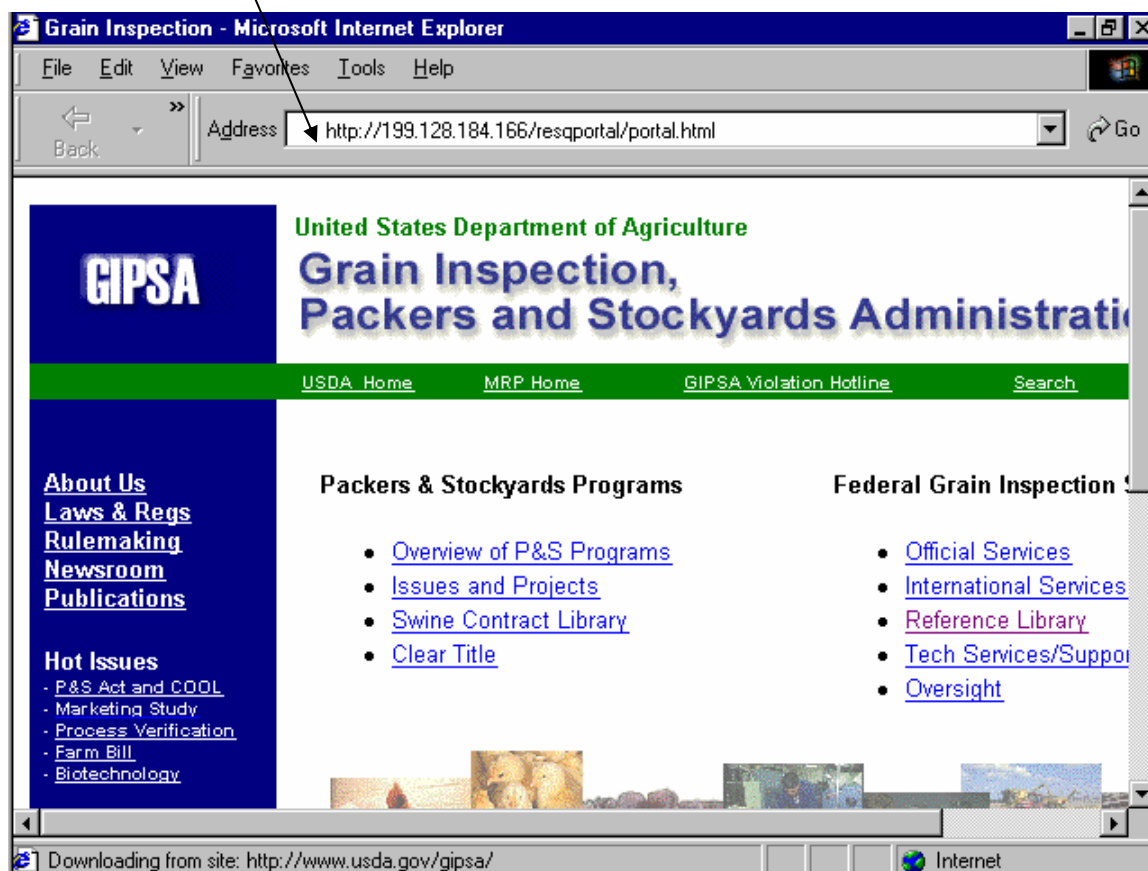 Grain Inspection - Microsoft Internet Explorer
File Edit View Favorites Tools Help
Back
»
Address http://199.128.184.166/resqportal/portal.html
Go
GIPSA
United States Department of Agriculture
Grain Inspection,
Packers and Stockyards Administrati
USDA Home MRP Home GIPSA Violation Hotline Search
About Us
Laws & Regs
Rulemaking
Newsroom
Publications
Hot Issues
- P&S Act and COOL
- Marketing Study
- Process Verification
- Farm Bill
- Biotechnology
Packers & Stockyards Programs
• Overview of P&S Programs
• Issues and Projects
• Swine Contract Library
• Clear Title
Federal Grain Inspection S
• Official Services
• International Services
• Reference Library
• Tech Services/Suppor
• Oversight
Downloading from site: http://www.usda.gov/gipsa/
Internet